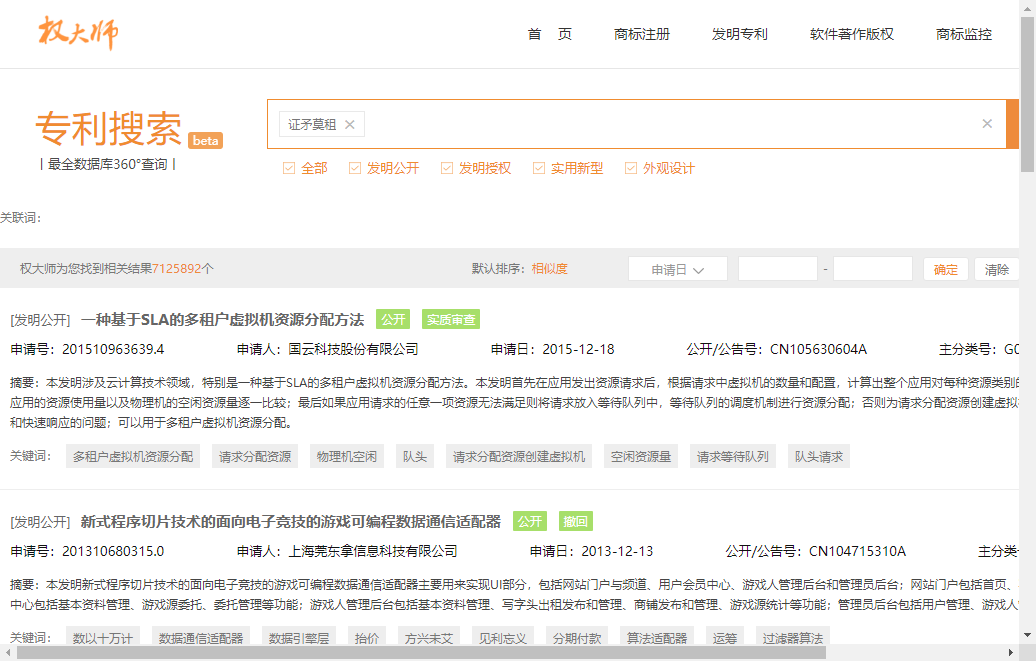 权大师
首 页 商标注册 发明专利 软件著作版权 商标监控
专利搜索 beta
| 最全数据库360°查询 |
证矛莫租 × ×
全部 发明公开 发明授权 实用新型 外观设计
关联词：
权大师为您找到相关结果7125892个 默认排序：相似度 申请日 - 确定 清除
[发明公开] 一种基于SLA的多租户虚拟机资源分配方法 公开 实质审查
申请号：201510963639.4 申请人：国云科技股份有限公司 申请日：2015-12-18 公开/公告号：CN105630604A 主分类号：G0
摘要：本发明涉及云计算技术领域，特别是一种基于SLA的多租户虚拟机资源分配方法。本发明首先在应用发出资源请求后，根据请求中虚拟机的数量和配置，计算出整个应用对每种资源类别的
应用的资源使用量以及物理机的空闲资源量逐一比较；最后如果应用请求的任意一项资源无法满足则将请求放入等待队列中，等待队列的调度机制进行资源分配；否则为请求分配资源创建虚拟
和快速响应的问题；可以用于多租户虚拟机资源分配。
关键词： 多租户虚拟机资源分配 请求分配资源 物理机空闲 队头 请求分配资源创建虚拟机 空闲资源量 请求等待队列 队头请求
[发明公开] 新式程序切片技术的面向电子竞技的游戏可编程数据通信适配器 公开 撤回
申请号：201310680315.0 申请人：上海莞东拿信息科技有限公司 申请日：2013-12-13 公开/公告号：CN104715310A 主分类
摘要：本发明新式程序切片技术的面向电子竞技的游戏可编程数据通信适配器主要用来实现UI部分，包括网站门户与频道、用户会员中心、游戏人管理后台和管理员后台；网站门户包括首页、
中心包括基本资料管理、游戏源委托、委托管理等功能；游戏人管理后台包括基本资料管理、写字头出租发布和管理、商铺发布和管理、游戏源统计等功能；管理员后台包括用户管理、游戏人
关键词： 数以十万计 数据通信适配器 数据引擎层 抬价 方兴未艾 见利忘义 分期付款 算法适配器 运筹 过滤器算法